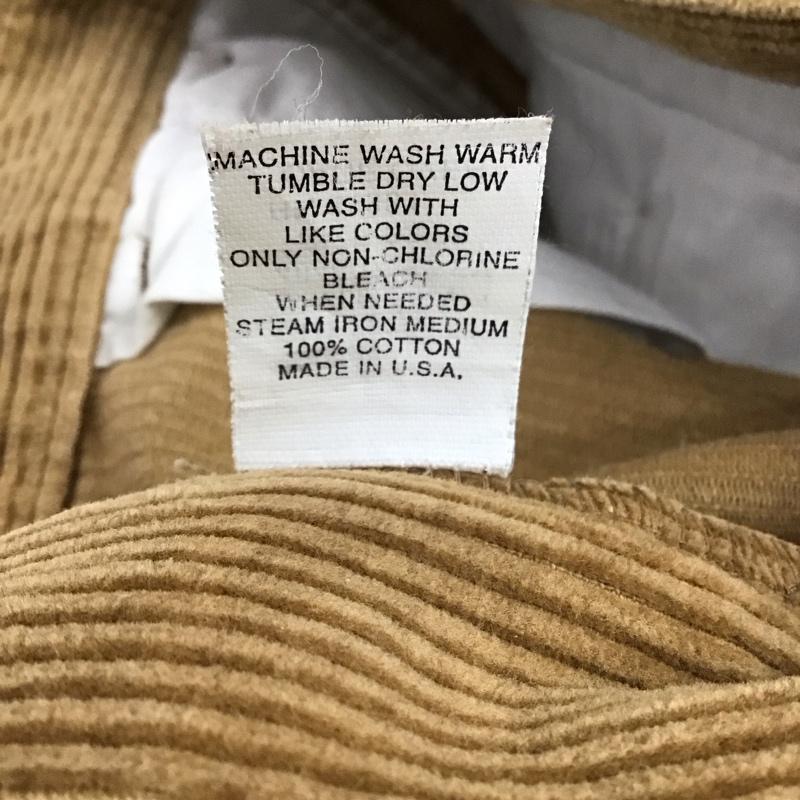 MACHINE WASH WARM
TUMBLE DRY LOW
WASH WITH
LIKE COLORS
ONLY NON-CHLORINE
BLEACH
WHEN NEEDED
STEAM IRON MEDIUM
100% COTTON
MADE IN U.S.A.